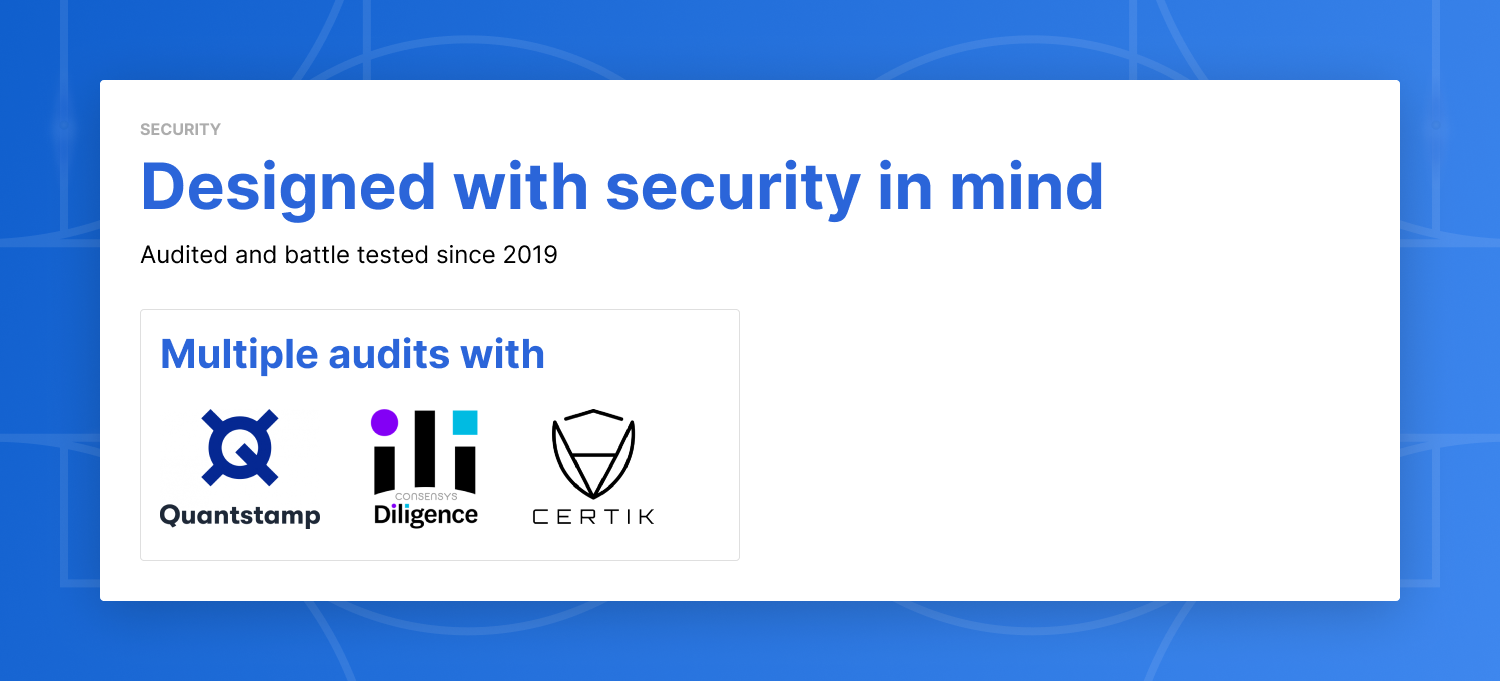 SECURITY
Designed with security in mind
Audited and battle tested since 2019
Multiple audits with
Quantstamp
CONSENSYS
Diligence
CERTIK